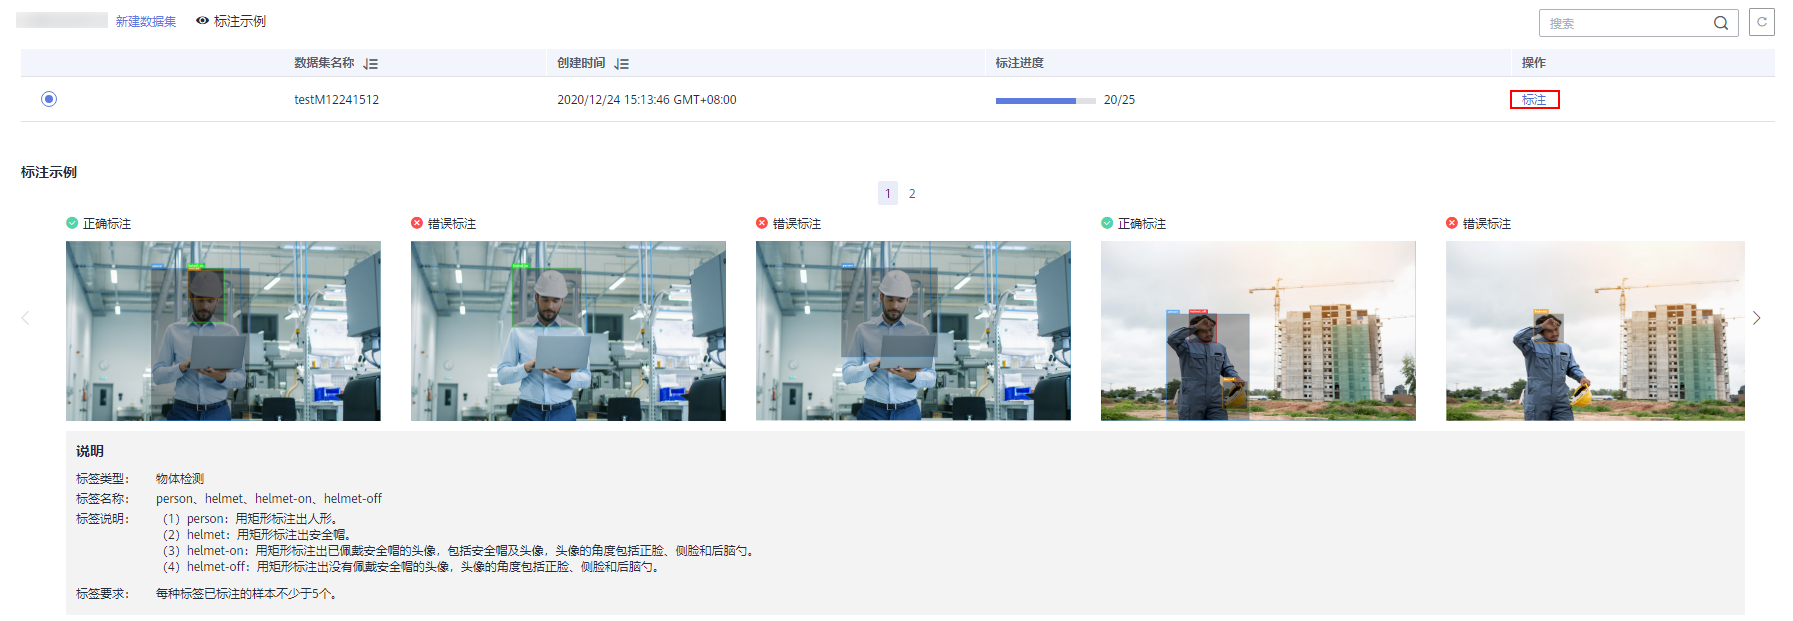 新建数据集 标注示例 搜索
数据集名称 创建时间 标注进度 操作
testM12241512 2020/12/24 15:13:46 GMT+08:00 20/25 标注
标注示例
1 2
正确标注 错误标注 错误标注 正确标注 错误标注
说明
标签类型： 物体检测
标签名称： person、helmet、helmet-on、helmet-off
标签说明： （1）person：用矩形标注出人形。
（2）helmet：用矩形标注出安全帽。
（3）helmet-on：用矩形标注出已佩戴安全帽的头像，包括安全帽及头像，头像的角度包括正脸、侧脸和后脑勺。
（4）helmet-off：用矩形标注出没有佩戴安全帽的头像，头像的角度包括正脸、侧脸和后脑勺。
标签要求： 每种标签已标注的样本不少于5个。